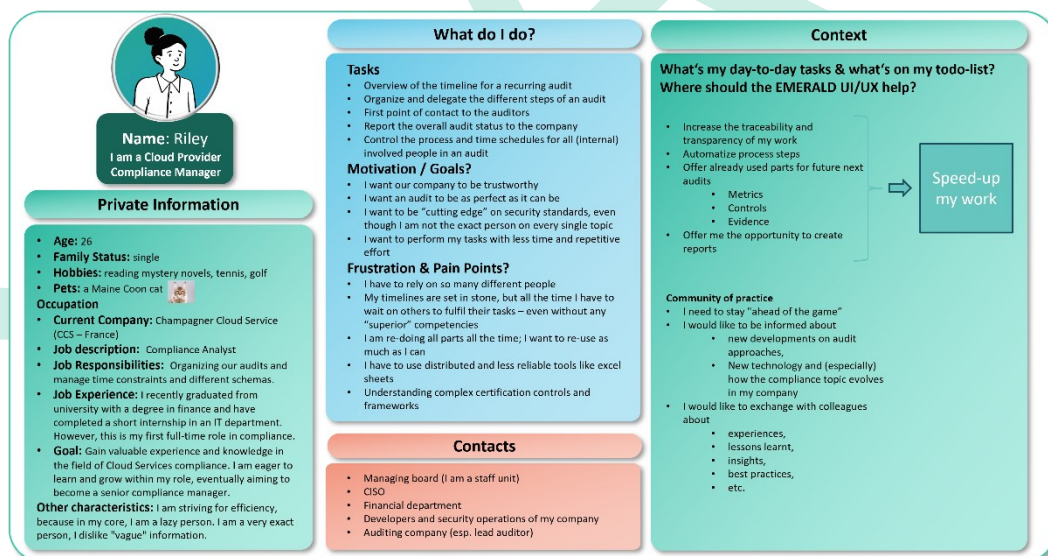 Name: Riley
I am a Cloud Provider
Compliance Manager
Private Information
• Age: 26
• Family Status: single
• Hobbies: reading mystery novels, tennis, golf
• Pets: a Maine Coon cat
Occupation
• Current Company: Champagner Cloud Service
(CCS – France)
• Job description: Compliance Analyst
• Job Responsibilities: Organizing our audits and
manage time constraints and different schemas.
• Job Experience: I recently graduated from
university with a degree in finance and have
completed a short internship in an IT department.
However, this is my first full-time role in compliance.
• Goal: Gain valuable experience and knowledge in
the field of Cloud Services compliance. I am eager to
learn and grow within my role, eventually aiming to
become a senior compliance manager.
Other characteristics: I am striving for efficiency,
because in my core, I am a lazy person. I am a very exact
person, I dislike "vague" information.
What do I do?
Tasks
• Overview of the timeline for a recurring audit
• Organize and delegate the different steps of an audit
• First point of contact to the auditors
• Report the overall audit status to the company
• Control the process and time schedules for all (internal)
involved people in an audit
Motivation / Goals?
• I want our company to be trustworthy
• I want an audit to be as perfect as it can be
• I want to be "cutting edge" on security standards, even
though I am not the exact person on every single topic
• I want to perform my tasks with less time and repetitive
effort
Frustration & Pain Points?
• I have to rely on so many different people
• My timelines are set in stone, but all the time I have to
wait on others to fulfil their tasks – even without any
"superior" competencies
• I am re-doing all parts all the time; I want to re-use as
much as I can
• I have to use distributed and less reliable tools like excel
sheets
• Understanding complex certification controls and
frameworks
Contacts
• Managing board (I am a staff unit)
• CISO
• Financial department
• Developers and security operations of my company
• Auditing company (esp. lead auditor)
Context
What's my day-to-day tasks & what's on my todo-list?
Where should the EMERALD UI/UX help?
• Increase the traceability and
transparency of my work
• Automatize process steps
• Offer already used parts for future next
audits
• Metrics
• Controls
• Evidence
• Offer me the opportunity to create
reports
Speed-up
my work
Community of practice
• I need to stay "ahead of the game"
• I would like to be informed about
• new developments on audit
approaches,
• New technology and (especially)
how the compliance topic evolves
in my company
• I would like to exchange with colleagues
about
• experiences,
• lessons learnt,
• insights,
• best practices,
• etc.